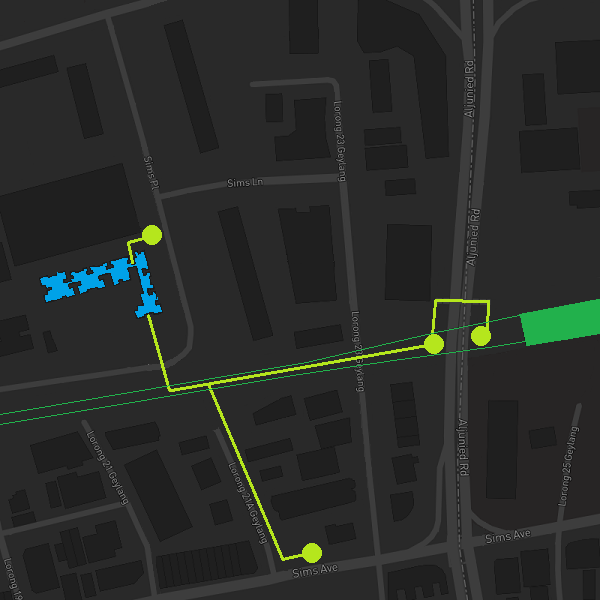 Aljunied Rd
Lorong 23 Geylang
Sims Pl
Sims Ln
Aljunied Rd
Geylang
Aljunied Rd
Lorong 21 Geylang
Lorong 21A Geylang
Lorong 25 Geylang
Sims Ave
Sims Ave
Lorong 19